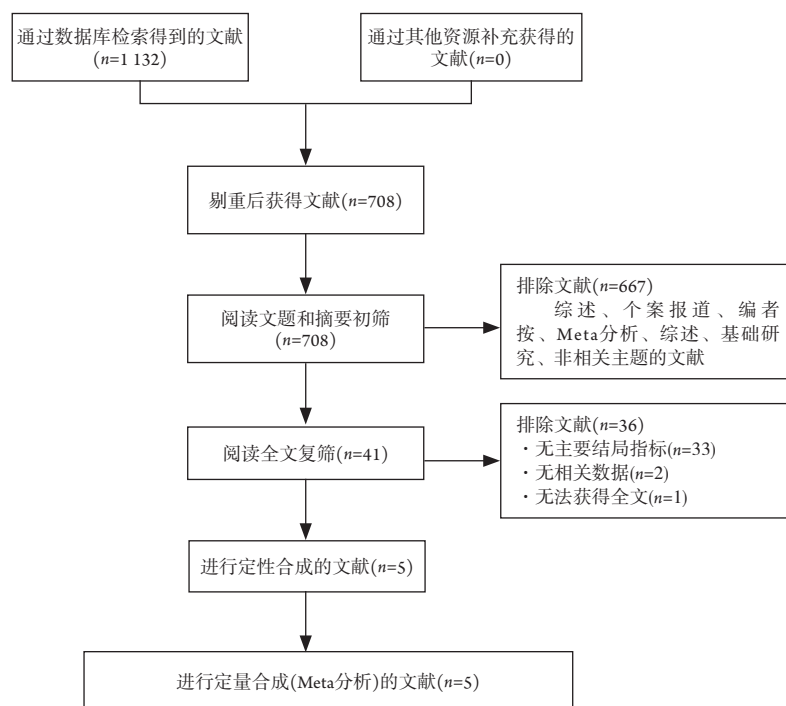 通过数据库检索得到的文献
(n=1 132)
通过其他资源补充获得的
文献(n=0)
剔重后获得文献(n=708)
阅读文题和摘要初筛
(n=708)
排除文献(n=667)
综述、个案报道、编者
按、Meta分析、综述、基础研
究、非相关主题的文献
阅读全文复筛(n=41)
排除文献(n=36)
·无主要结局指标(n=33)
·无相关数据(n=2)
·无法获得全文(n=1)
进行定性合成的文献(n=5)
进行定量合成(Meta分析)的文献(n=5)